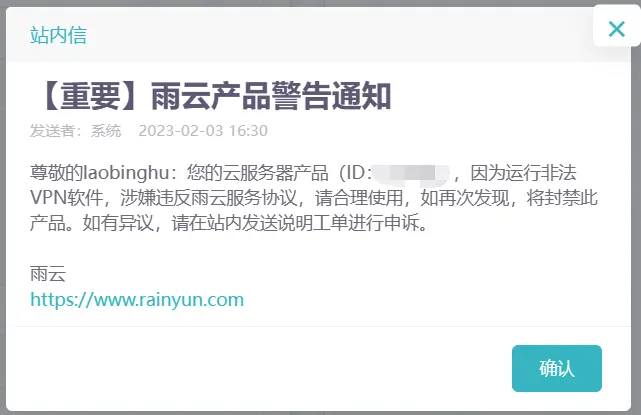 站内信
【重要】雨云产品警告通知
发送者：系统 2023-02-03 16:30
尊敬的laobinghu：您的云服务器产品（ID: ，因为运行非法
VPN软件，涉嫌违反雨云服务协议，请合理使用，如再次发现，将封禁此
产品。如有异议，请在站内发送说明工单进行申诉。
雨云
https://www.rainyun.com
确认